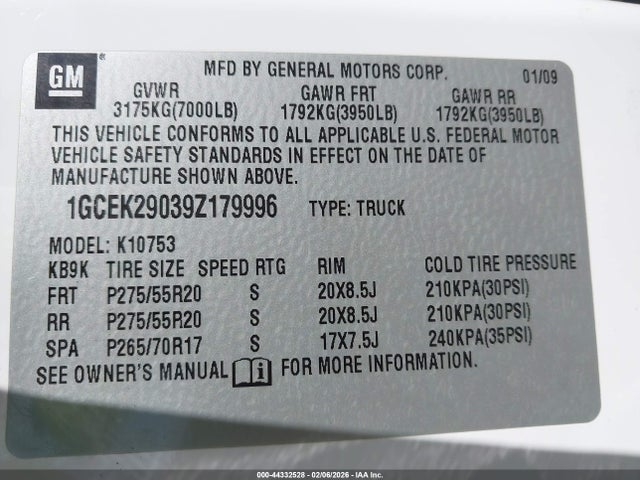 GM
MFD BY GENERAL MOTORS CORP. 01/09
GVWR GAWR FRT GAWR RR
3175KG(7000LB) 1792KG(3950LB) 1792KG(3950LB)
THIS VEHICLE CONFORMS TO ALL APPLICABLE U.S. FEDERAL MOTOR
VEHICLE SAFETY STANDARDS IN EFFECT ON THE DATE OF
MANUFACTURE SHOWN ABOVE.
1GCEK29039Z179996 TYPE: TRUCK
MODEL: K10753
KB9K TIRE SIZE SPEED RTG RIM COLD TIRE PRESSURE
FRT P275/55R20 S 20X8.5J 210KPA(30PSI)
RR P275/55R20 S 20X8.5J 210KPA(30PSI)
SPA P265/70R17 S 17X7.5J 240KPA(35PSI)
SEE OWNER'S MANUAL i FOR MORE INFORMATION.
000-44332528 - 02/06/2026 - IAA Inc.